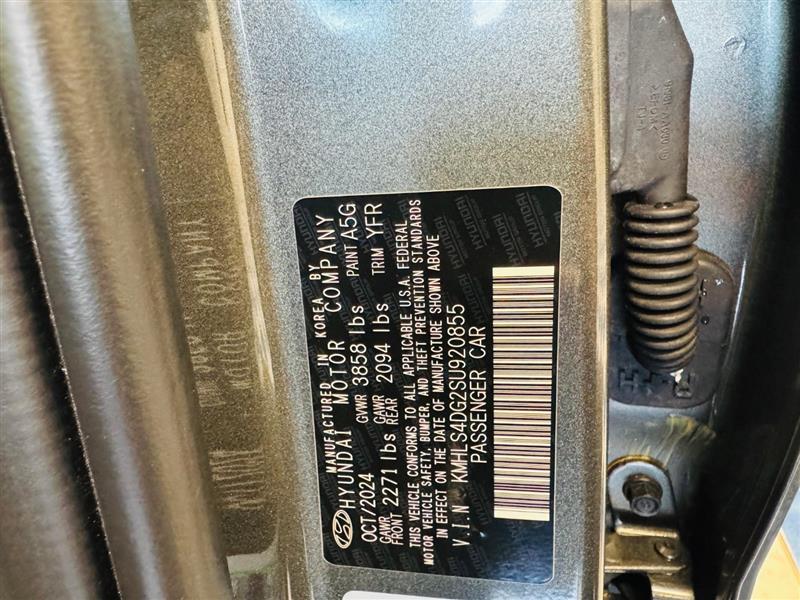 MANUFACTURED IN KOREA BY
HYUNDAI MOTOR COMPANY
OCT/2024 GVWR 3858 lbs PAINT A5G
GAWR FRONT 2271 lbs GAWR REAR 2094 lbs TRIM YFR
THIS VEHICLE CONFORMS TO ALL APPLICABLE U.S.A. FEDERAL
MOTOR VEHICLE SAFETY, BUMPER, AND THEFT PREVENTION STANDARDS
IN EFFECT ON THE DATE OF MANUFACTURE SHOWN ABOVE
V.I.N KMHLS4DG2SU920855
PASSENGER CAR